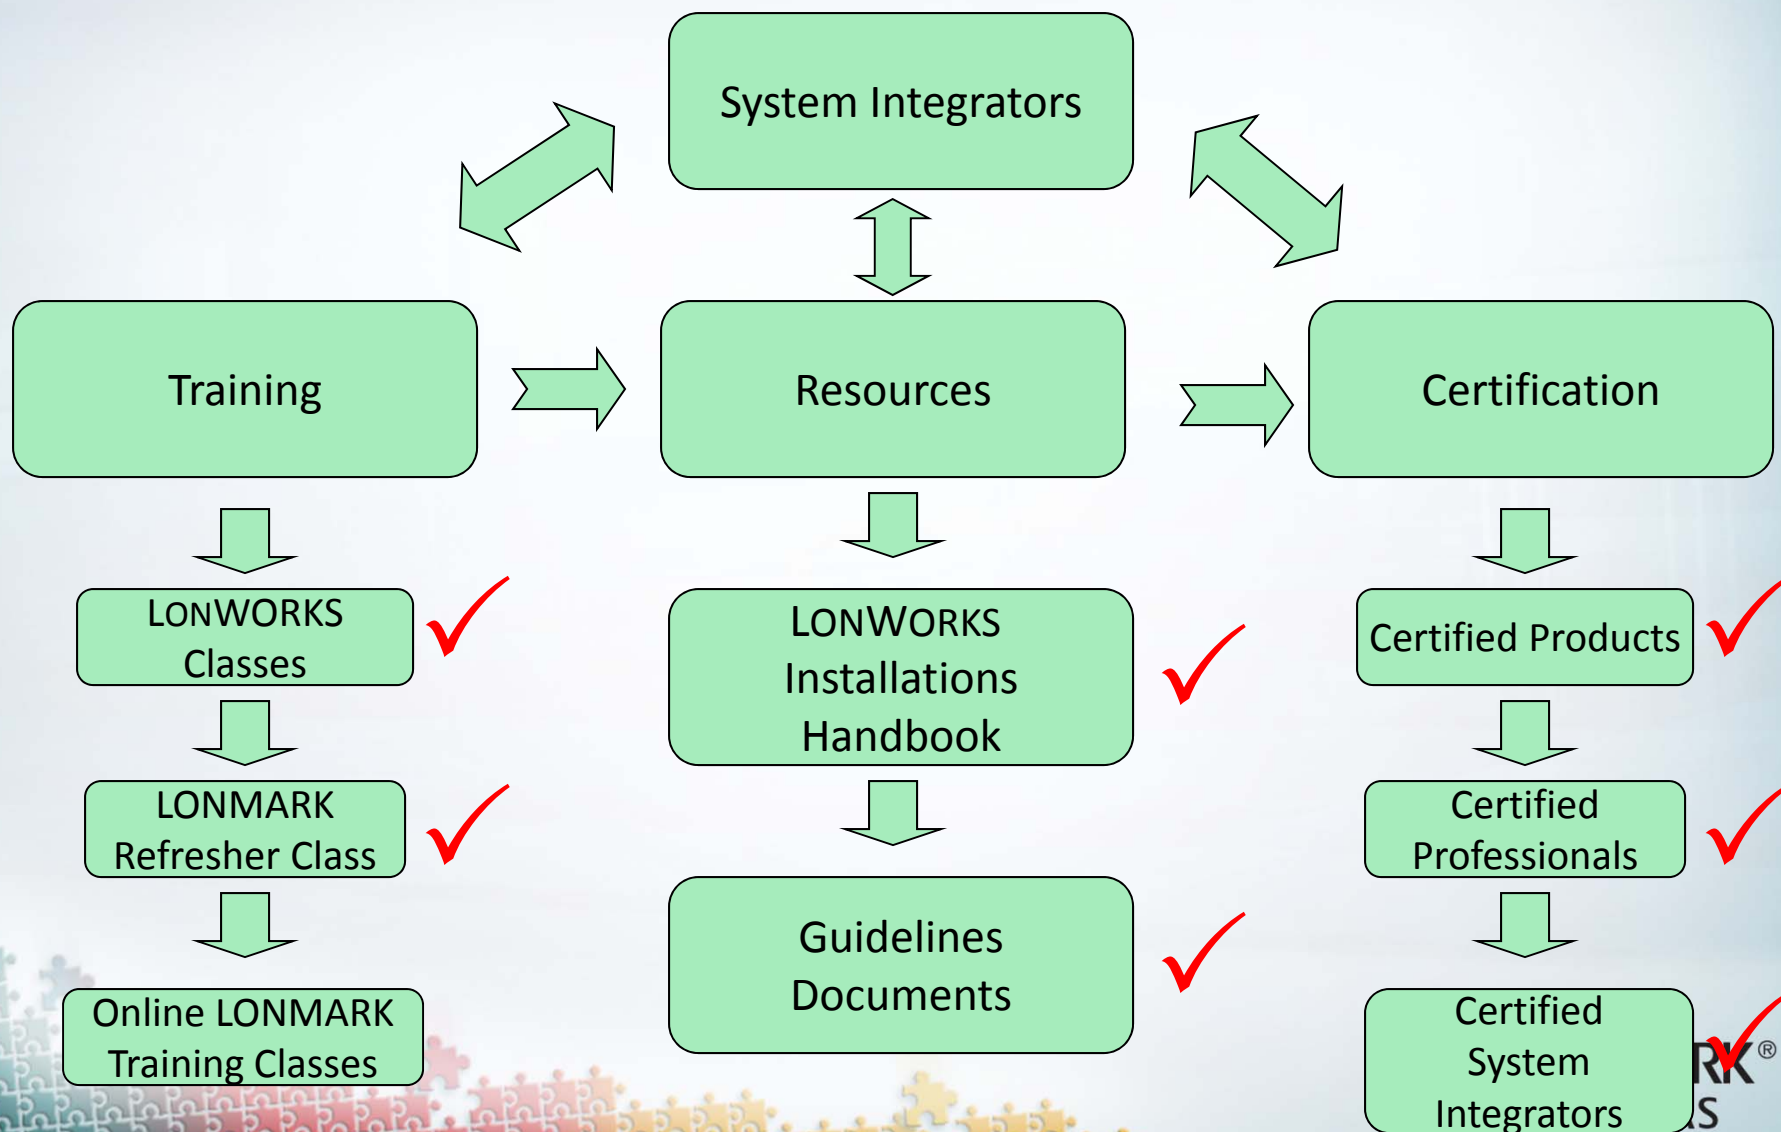 System Integrators
Training
Resources
Certification
LONWORKS
Classes
LONMARK
Refresher Class
Online LONMARK
Training Classes
LONWORKS
Installations
Handbook
Guidelines
Documents
Certified Products
Certified
Professionals
Certified
System
Integrators
RK®